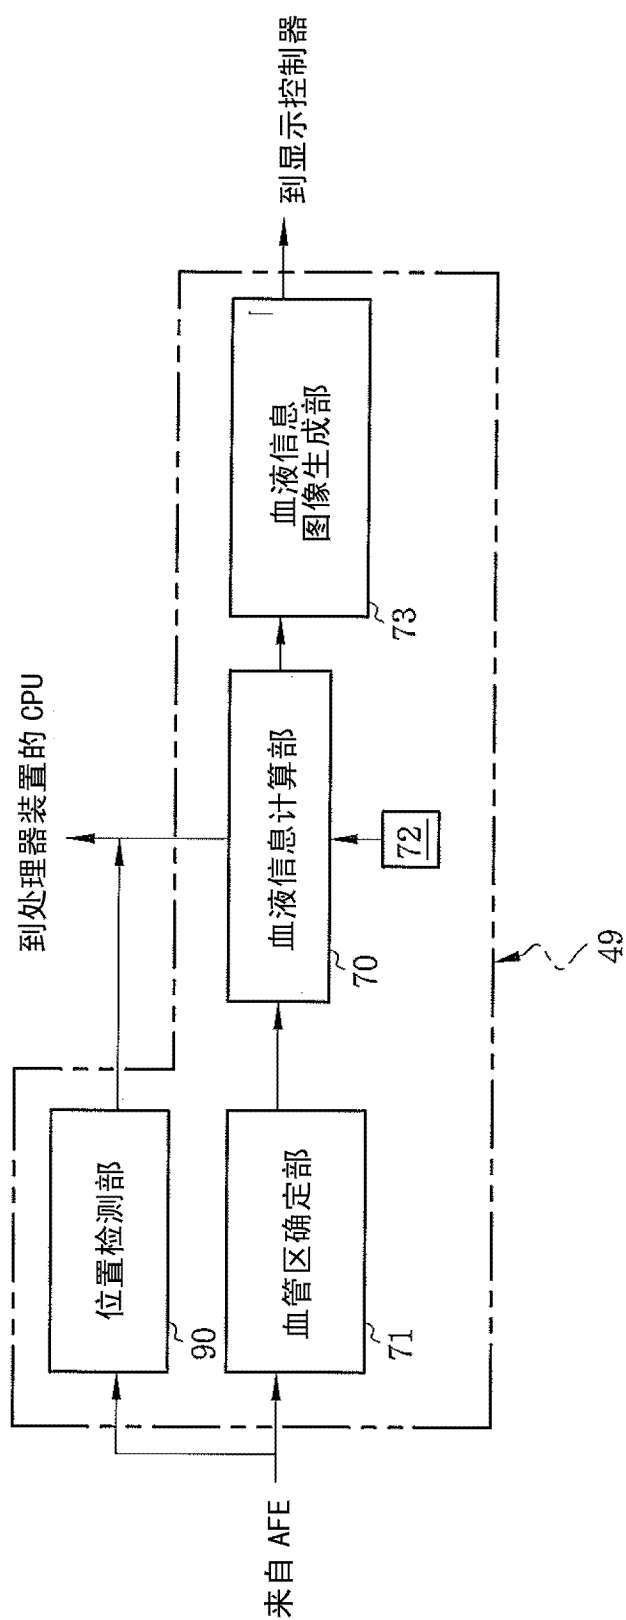 到处理器装置的 CPU
位置检测部
90
来自 AFE
血管区确定部
71
血液信息计算部
70
72
血液信息
图像生成部
73
到显示控制器
49